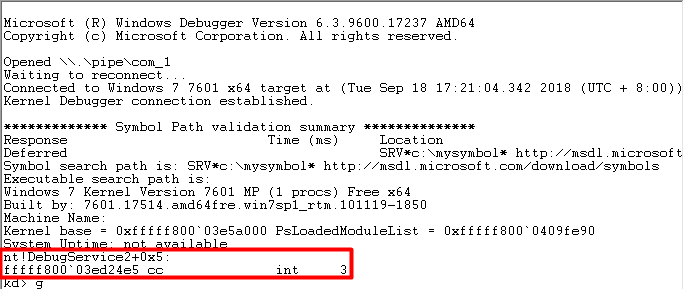 Microsoft (R) Windows Debugger Version 6.3.9600.17237 AMD64
Copyright (c) Microsoft Corporation. All rights reserved.
Opened \\.\pipe\com_1
Waiting to reconnect...
Connected to Windows 7 7601 x64 target at (Tue Sep 18 17:21:04.342 2018 (UTC + 8:00))
Kernel Debugger connection established.
************* Symbol Path validation summary **************
Response Time (ms) Location
Deferred SRV*c:\mysymbol* http://msdl.microsoft
Symbol search path is: SRV*c:\mysymbol* http://msdl.microsoft.com/download/symbols
Executable search path is:
Windows 7 Kernel Version 7601 MP (1 procs) Free x64
Built by: 7601.17514.amd64fre.win7sp1_rtm.101119-1850
Machine Name:
Kernel base = 0xfffff800`03e5a000 PsLoadedModuleList = 0xfffff800`0409fe90
System Uptime: not available
nt!DebugService2+0x5:
fffff800`03ed24e5 cc int 3
kd> g